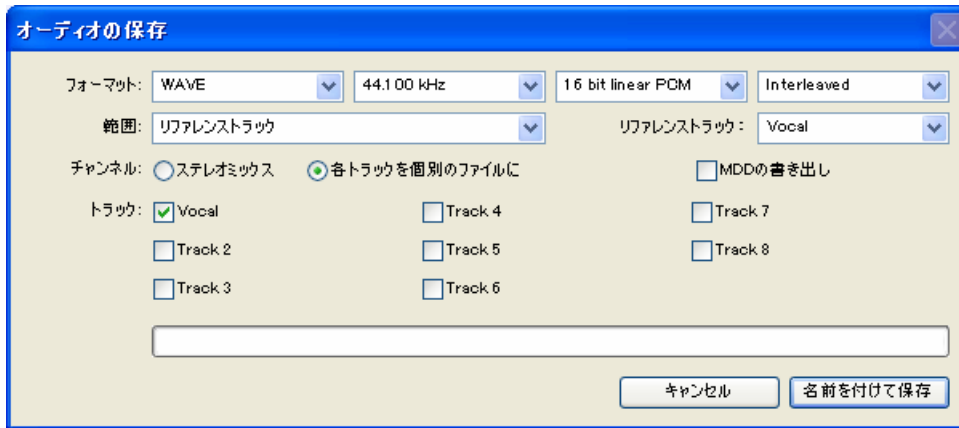 オーディオの保存
フォーマット: WAVE 44.100 kHz 16 bit linear PCM Interleaved
範囲: リファレンストラック リファレンストラック: Vocal
チャンネル: ステレオミックス 各トラックを個別のファイルに MDDの書き出し
トラック: Vocal Track 4 Track 7
Track 2 Track 5 Track 8
Track 3 Track 6
キャンセル 名前を付けて保存